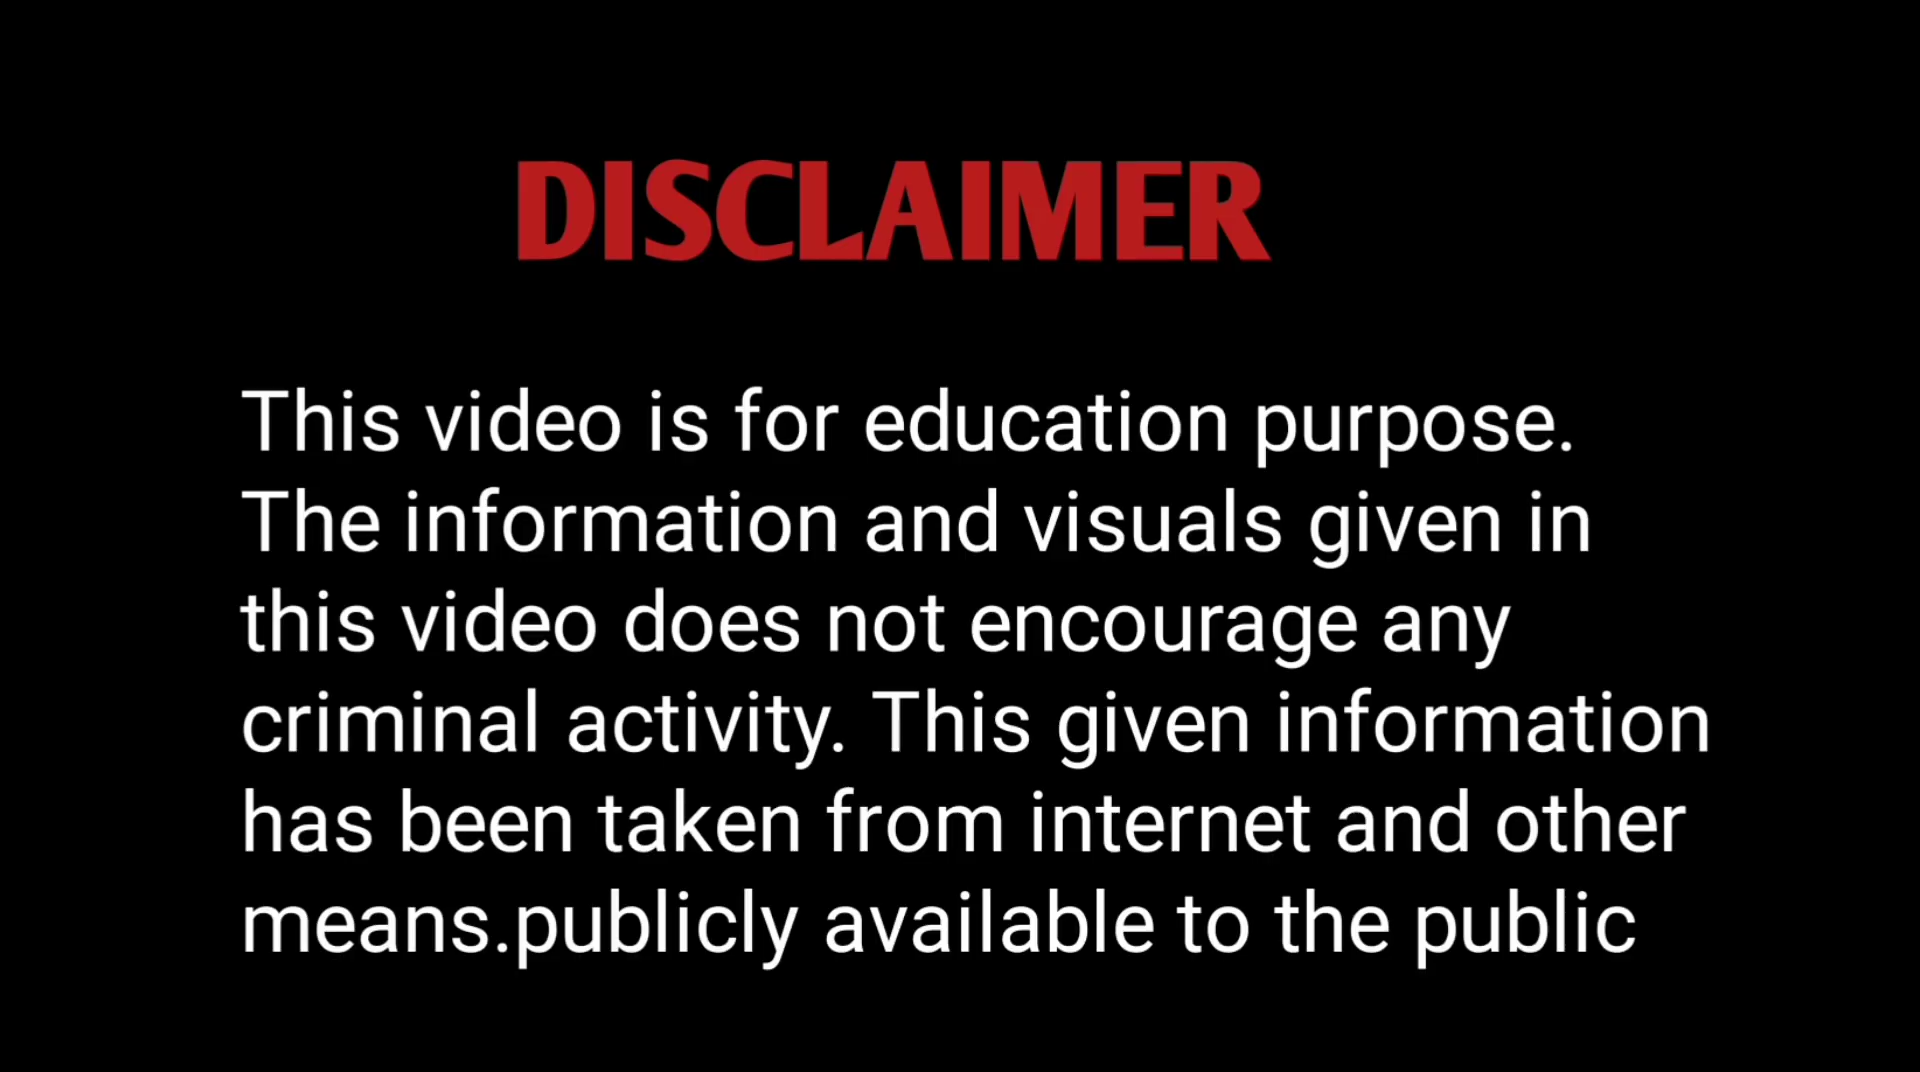 DISCLAIMER
This video is for education purpose.
The information and visuals given in
this video does not encourage any
criminal activity. This given information
has been taken from internet and other
means.publicly available to the public